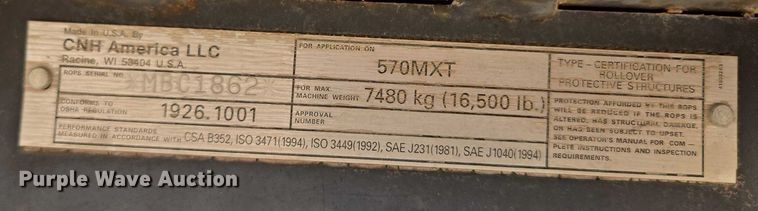 Made in U.S.A. By
CNH America LLC
Racine, WI 53404 U.S.A.
ROPS SERIAL NO.
MBC1862
CONFORMS TO
OSHA REGULATION 1926.1001
PERFORMANCE STANDARDS
MEASURED IN ACCORDANCE WITH CSA B352, ISO 3471(1994), ISO 3449(1992), SAE J231(1981), SAE J1040(1994)
FOR APPLICATION ON
570MXT
FOR MAX.
MACHINE WEIGHT 7480 kg (16,500 lb.)
APPROVAL
NUMBER
TYPE - CERTIFICATION FOR
ROLLOVER
PROTECTIVE STRUCTURES
PROTECTION AFFORDED BY THIS ROPS
WILL BE REDUCED IF THE ROPS IS
ALTERED, HAS STRUCTURAL DAMAGE,
OR HAS BEEN SUBJECT TO UPSET.
SEE OPERATOR'S MANUAL FOR COM -
PLETE INSTRUCTIONS AND INSPECTION
REQUIREMENTS.
Purple Wave Auction